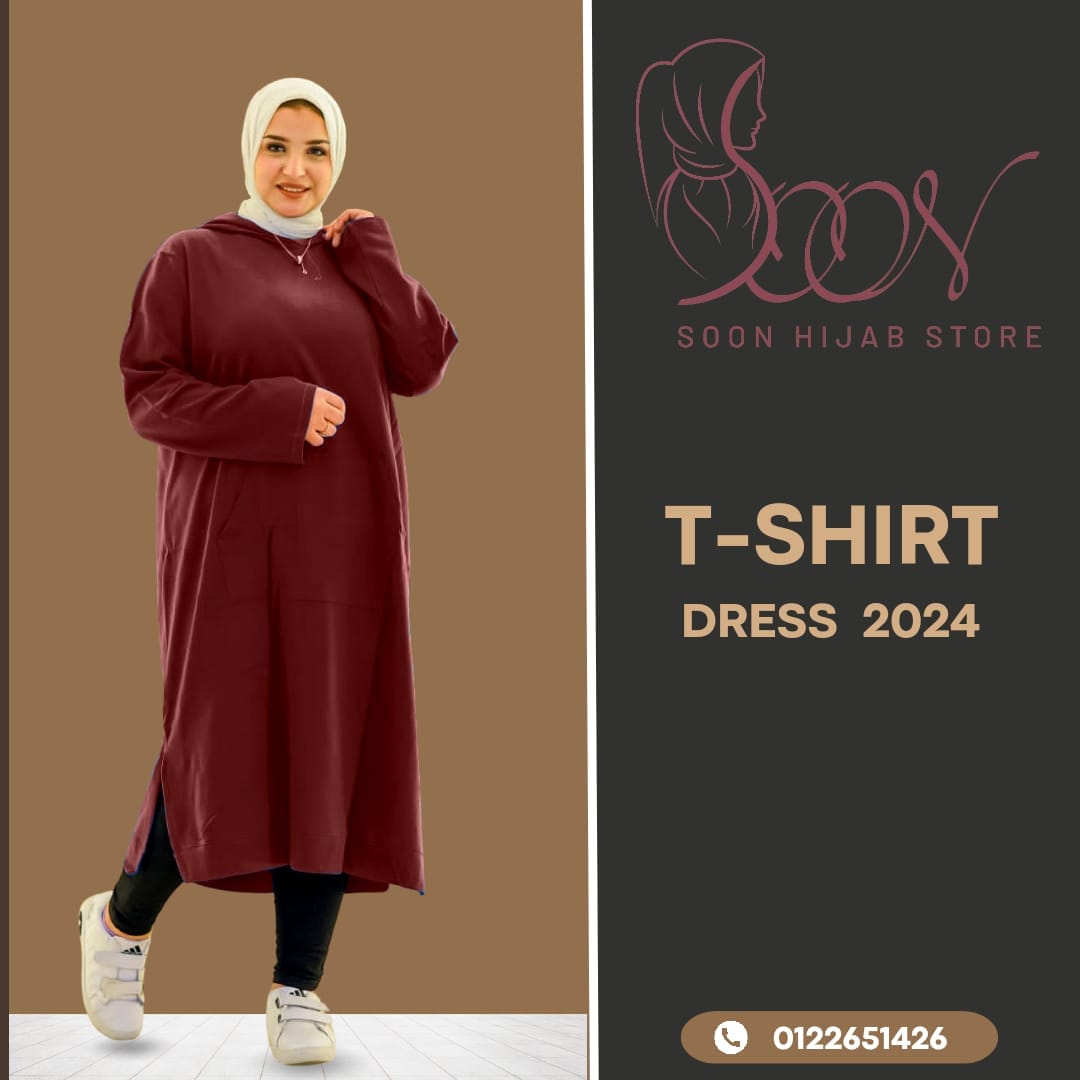 SOON
SOON HIJAB STORE
T-SHIRT
DRESS 2024
0122651426